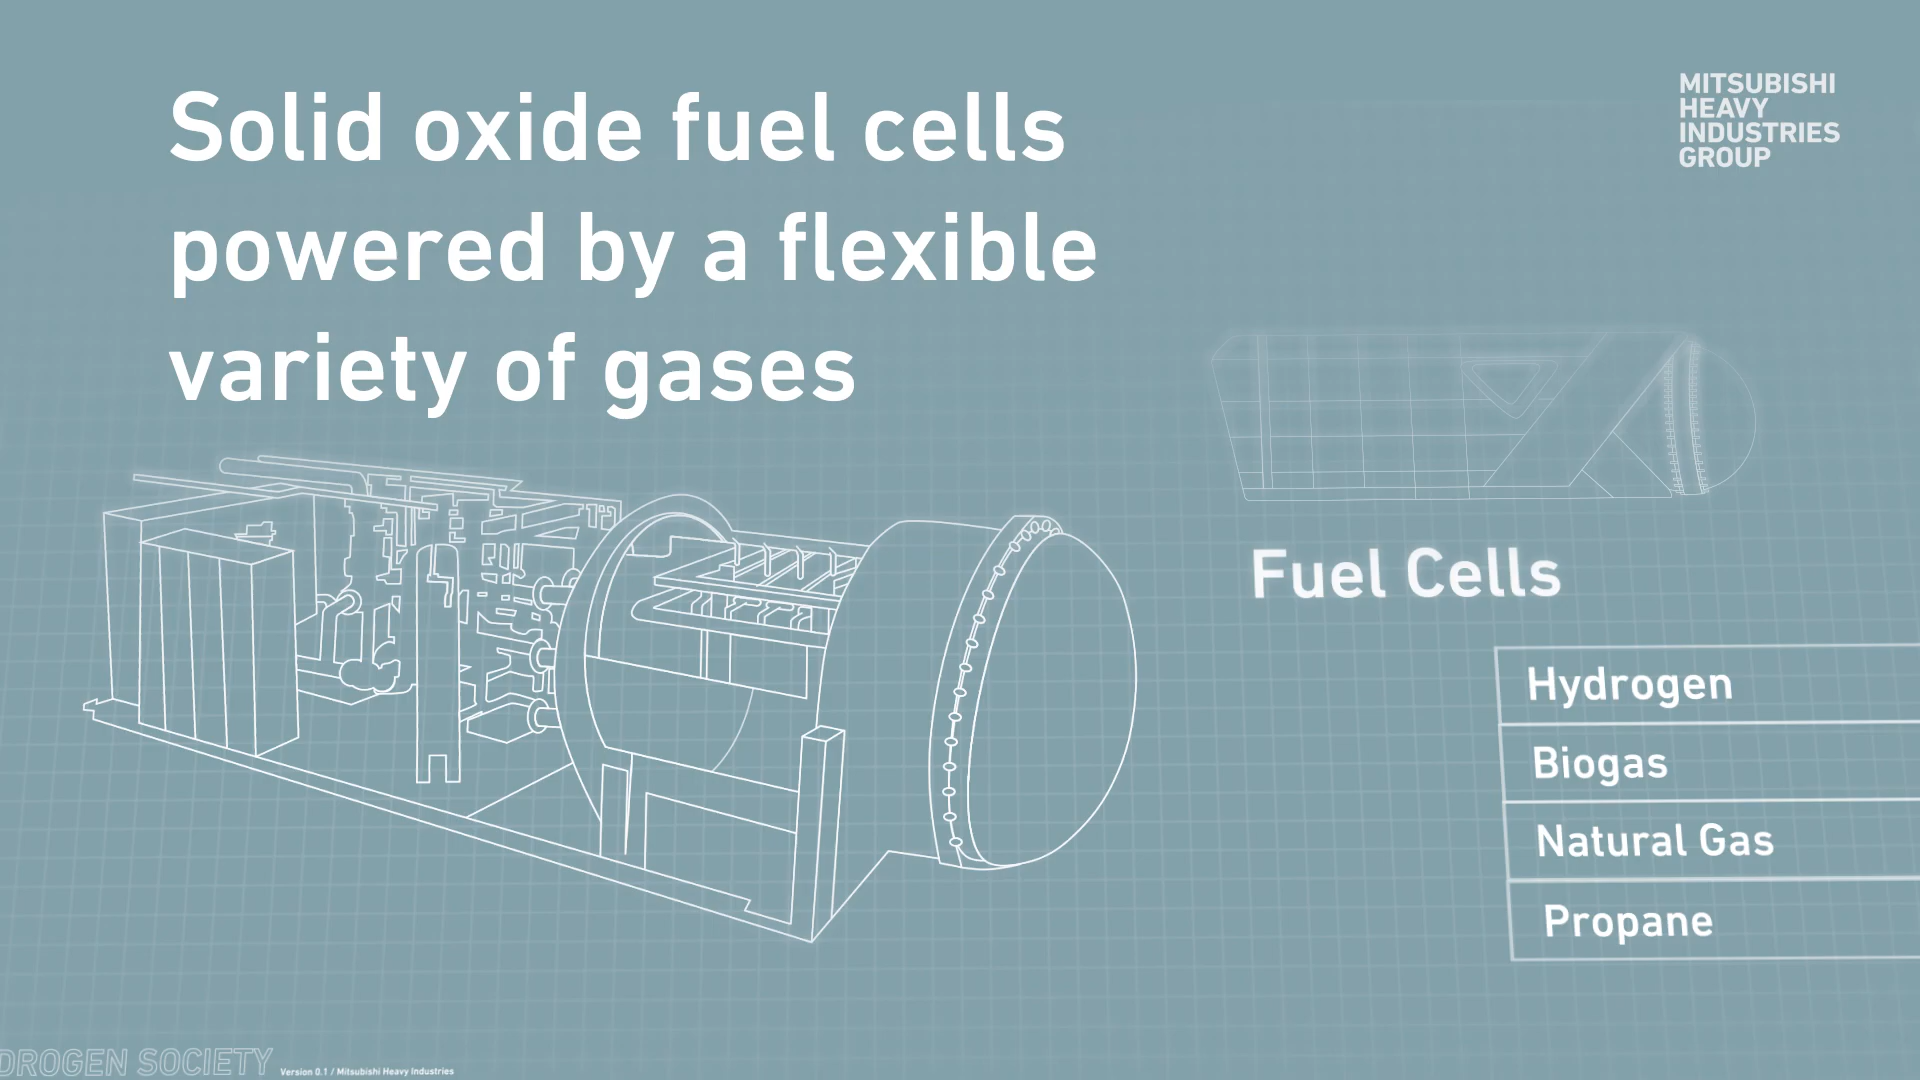 Solid oxide fuel cells
powered by a flexible
variety of gases
MITSUBISHI
HEAVY
INDUSTRIES
GROUP
Fuel Cells
Hydrogen
Biogas
Natural Gas
Propane
DROGEN SOCIETY
Version 0.1 / Mitsubishi Heavy Industries